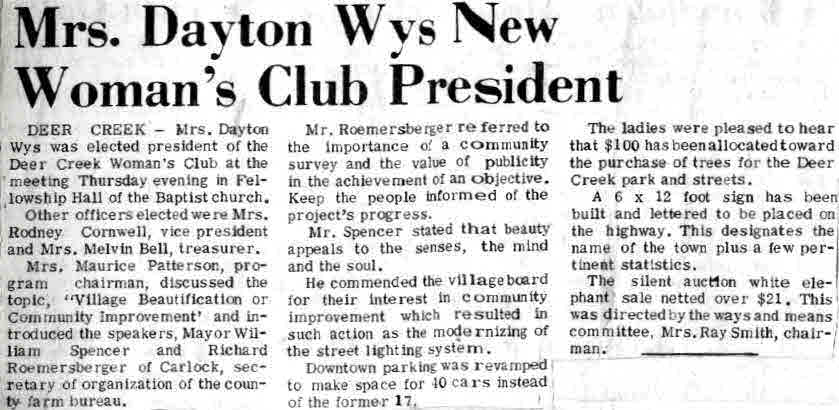 Mrs. Dayton Wys New
Woman's Club President
DEER CREEK — Mrs. Dayton
Wys was elected president of the
Deer Creek Woman's Club at the
meeting Thursday evening in Fel-
lowship Hall of the Baptist church.
Other officers elected were Mrs.
Rodney Cornwell, vice president
and Mrs. Melvin Bell, treasurer.
Mrs. Maurice Patterson, pro-
gram chairman, discussed the
topic, "Village Beautification or
Community Improvement' and in-
troduced the speakers, Mayor Wil-
liam Spencer and Richard
Roemersberger of Carlock, sec-
retary of organization of the coun-
ty farm bureau.
Mr. Roemersberger referred to
the importance of a community
survey and the value of publicity
in the achievement of an objective.
Keep the people informed of the
project's progress.
Mr. Spencer stated that beauty
appeals to the senses, the mind
and the soul.
He commended the village board
for their interest in community
improvement which resulted in
such action as the modernizing of
the street lighting system.
Downtown parking was revamped
to make space for 40 cars instead
of the former 17.
The ladies were pleased to hear
that $100 has been allocated toward
the purchase of trees for the Deer
Creek park and streets.
A 6 x 12 foot sign has been
built and lettered to be placed on
the highway. This designates the
name of the town plus a few per-
tinent statistics.
The silent auction white ele-
phant sale netted over $21. This
was directed by the ways and means
committee, Mrs. Ray Smith, chair-
man.